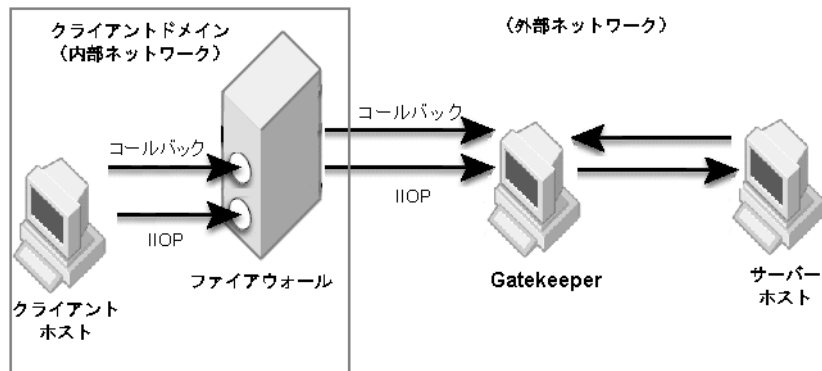 クライアントドメイン
（内部ネットワーク）
（外部ネットワーク）
コールバック
コールバック
IIOP
IIOP
ファイアウォール
Gatekeeper
サーバー
ホスト
クライアント
ホスト